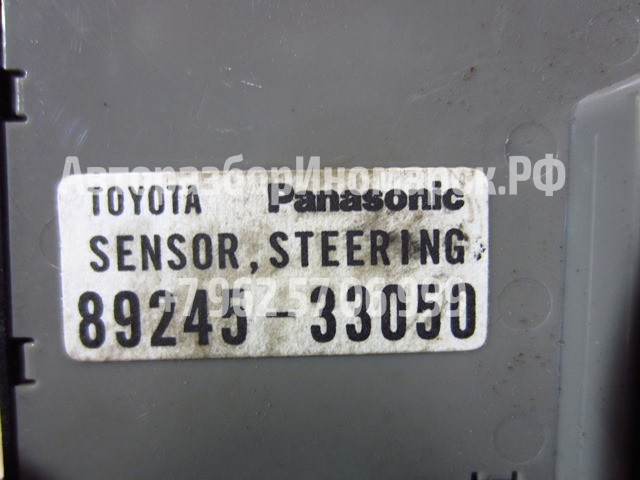 АвторазборИномарок.РФ
TOYOTA Panasonic
SENSOR, STEERING
89245-33050